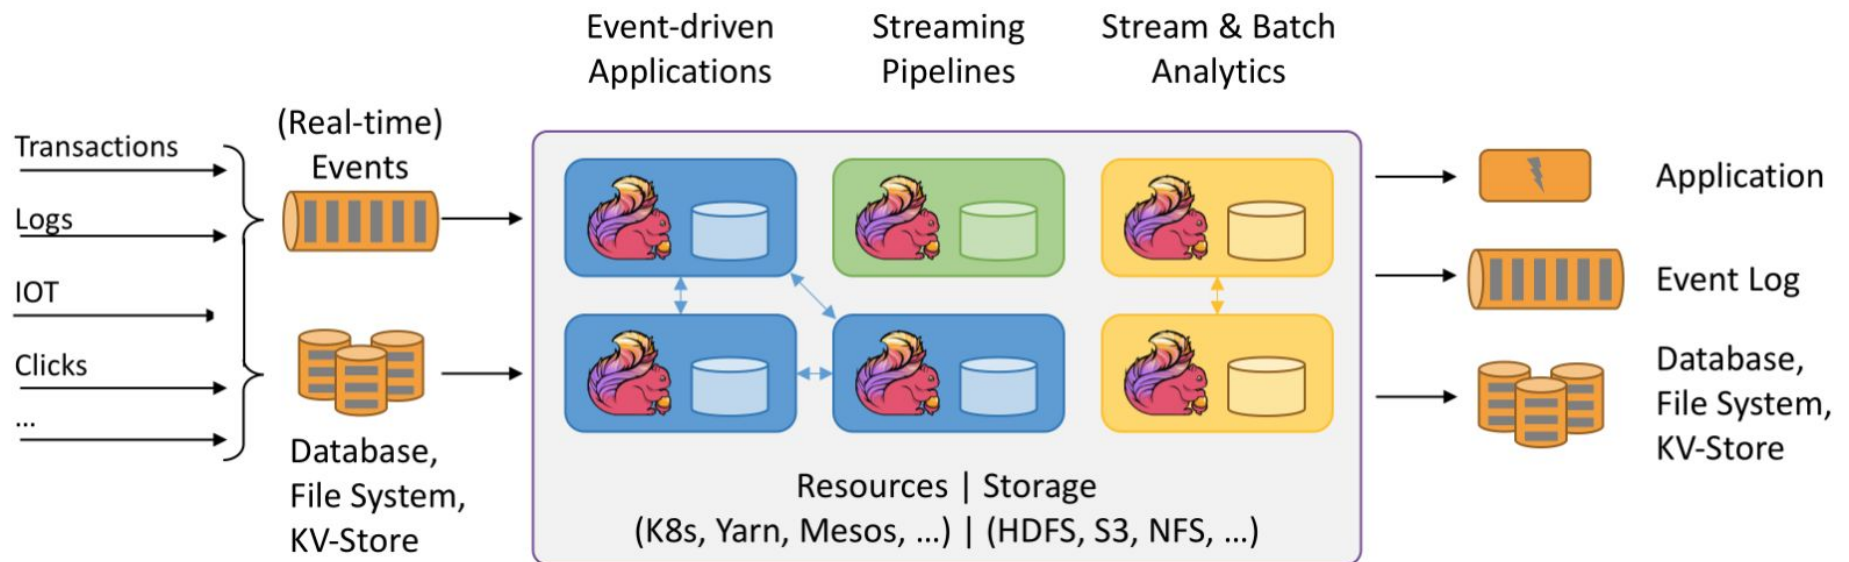 Event-driven
Applications
Streaming
Pipelines
Stream & Batch
Analytics
(Real-time)
Events
Transactions
Logs
IOT
Clicks
...
Database,
File System,
KV-Store
Resources | Storage
(K8s, Yarn, Mesos, ...) | (HDFS, S3, NFS, ...)
Application
Event Log
Database,
File System,
KV-Store